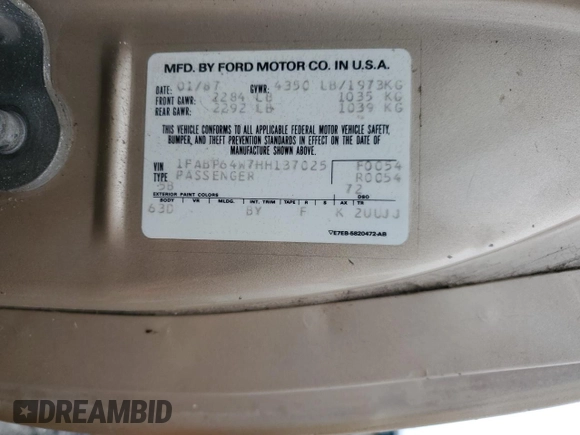 MFD. BY FORD MOTOR CO. IN U.S.A.
DATE: 01/87 GVWR: 4350 LB/1973KG
FRONT GAWR: 2284 LB 1035 KG
REAR GAWR: 2292 LB 1039 KG
THIS VEHICLE CONFORMS TO ALL APPLICABLE FEDERAL MOTOR VEHICLE SAFETY,
BUMPER, AND THEFT PREVENTION STANDARDS IN EFFECT ON THE DATE OF
MANUFACTURE SHOWN ABOVE.
VIN 1FABP64W7HH137025 F0054
TYPE PASSENGER R0054
5B 72
EXTERIOR PAINT COLORS DSO
BODY VR MLDG. INT. TRIM TAPE R S AX TR
63D BY F K 2UUJJ
E7EB-5820472-AB
DREAMBID